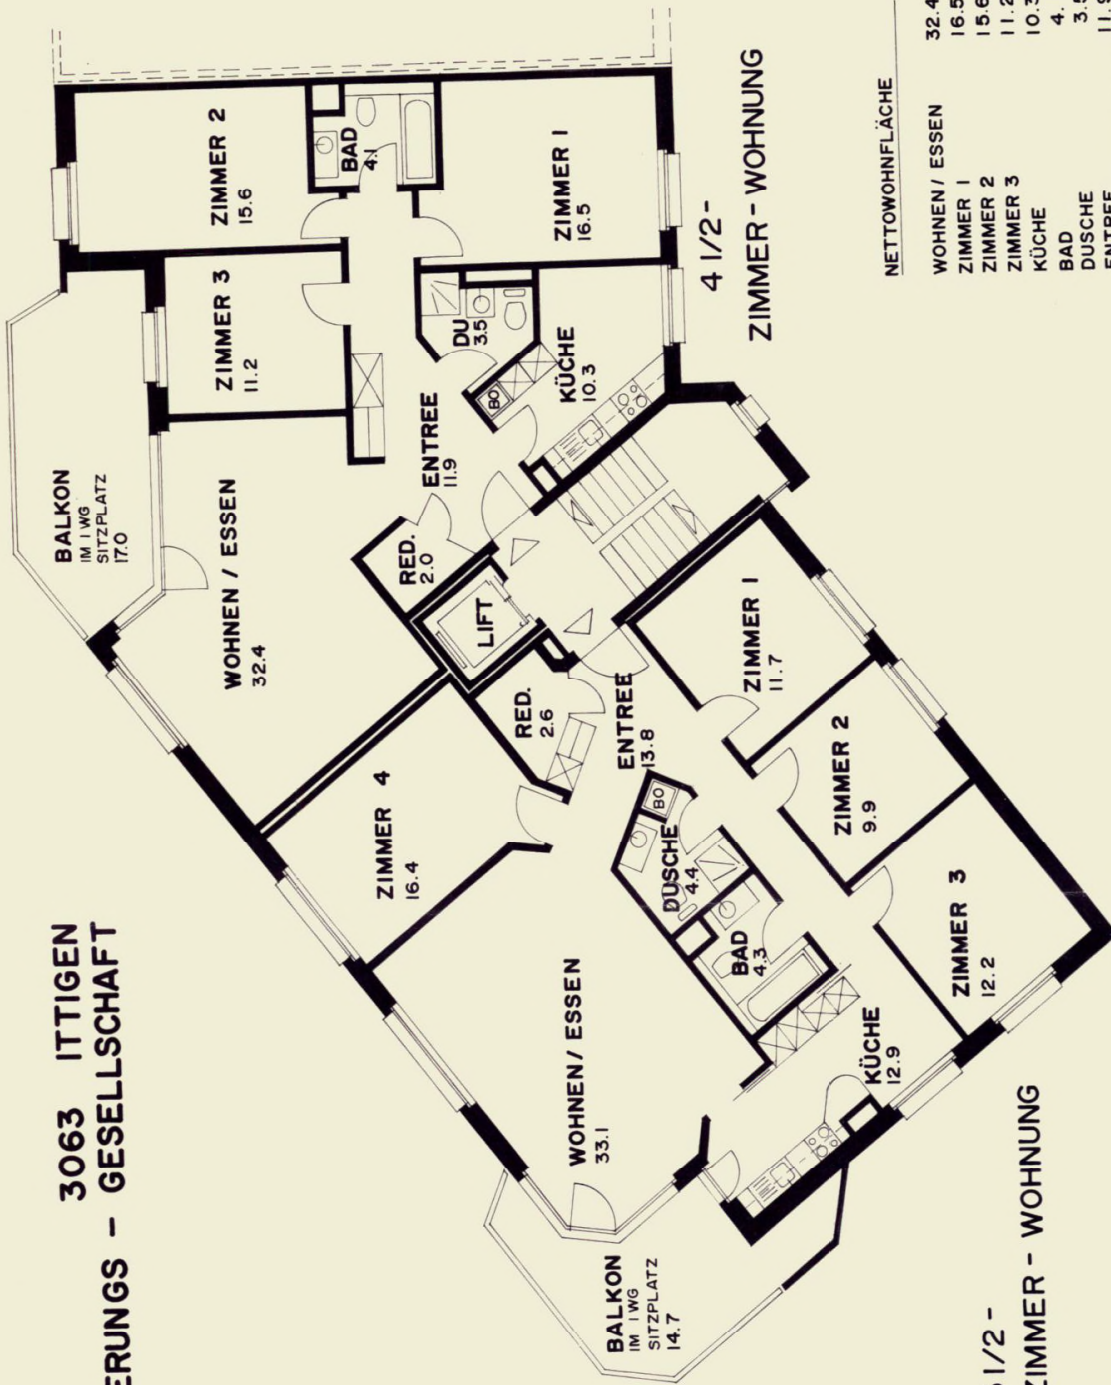 3063 ITTIGEN
ERUNGS - GESELLSCHAFT
BALKON
IM 1 WG
SITZPLATZ
17.0
ZIMMER 3
11.2
ZIMMER 2
15.6
BAD
4.1
ZIMMER 1
16.5
WOHNEN / ESSEN
32.4
ENTREE
11.9
DU
3.5
BO
KÜCHE
10.3
RED.
2.0
LIFT
4 1/2-
ZIMMER-WOHNUNG
ZIMMER 4
16.4
RED.
2.6
ENTREE
13.8
ZIMMER 1
11.7
ZIMMER 2
9.9
ZIMMER 3
12.2
BO
DUSCHE
4.4
BAD
4.3
KÜCHE
12.9
WOHNEN / ESSEN
33.1
BALKON
IM 1 WG
SITZPLATZ
14.7
1/2-
ZIMMER - WOHNUNG
NETTOWOHNFLÄCHE
WOHNEN / ESSEN 32.4
ZIMMER 1 16.5
ZIMMER 2 15.6
ZIMMER 3 11.2
KÜCHE 10.3
BAD 4.
DUSCHE 3.5
ENTREE 11.9